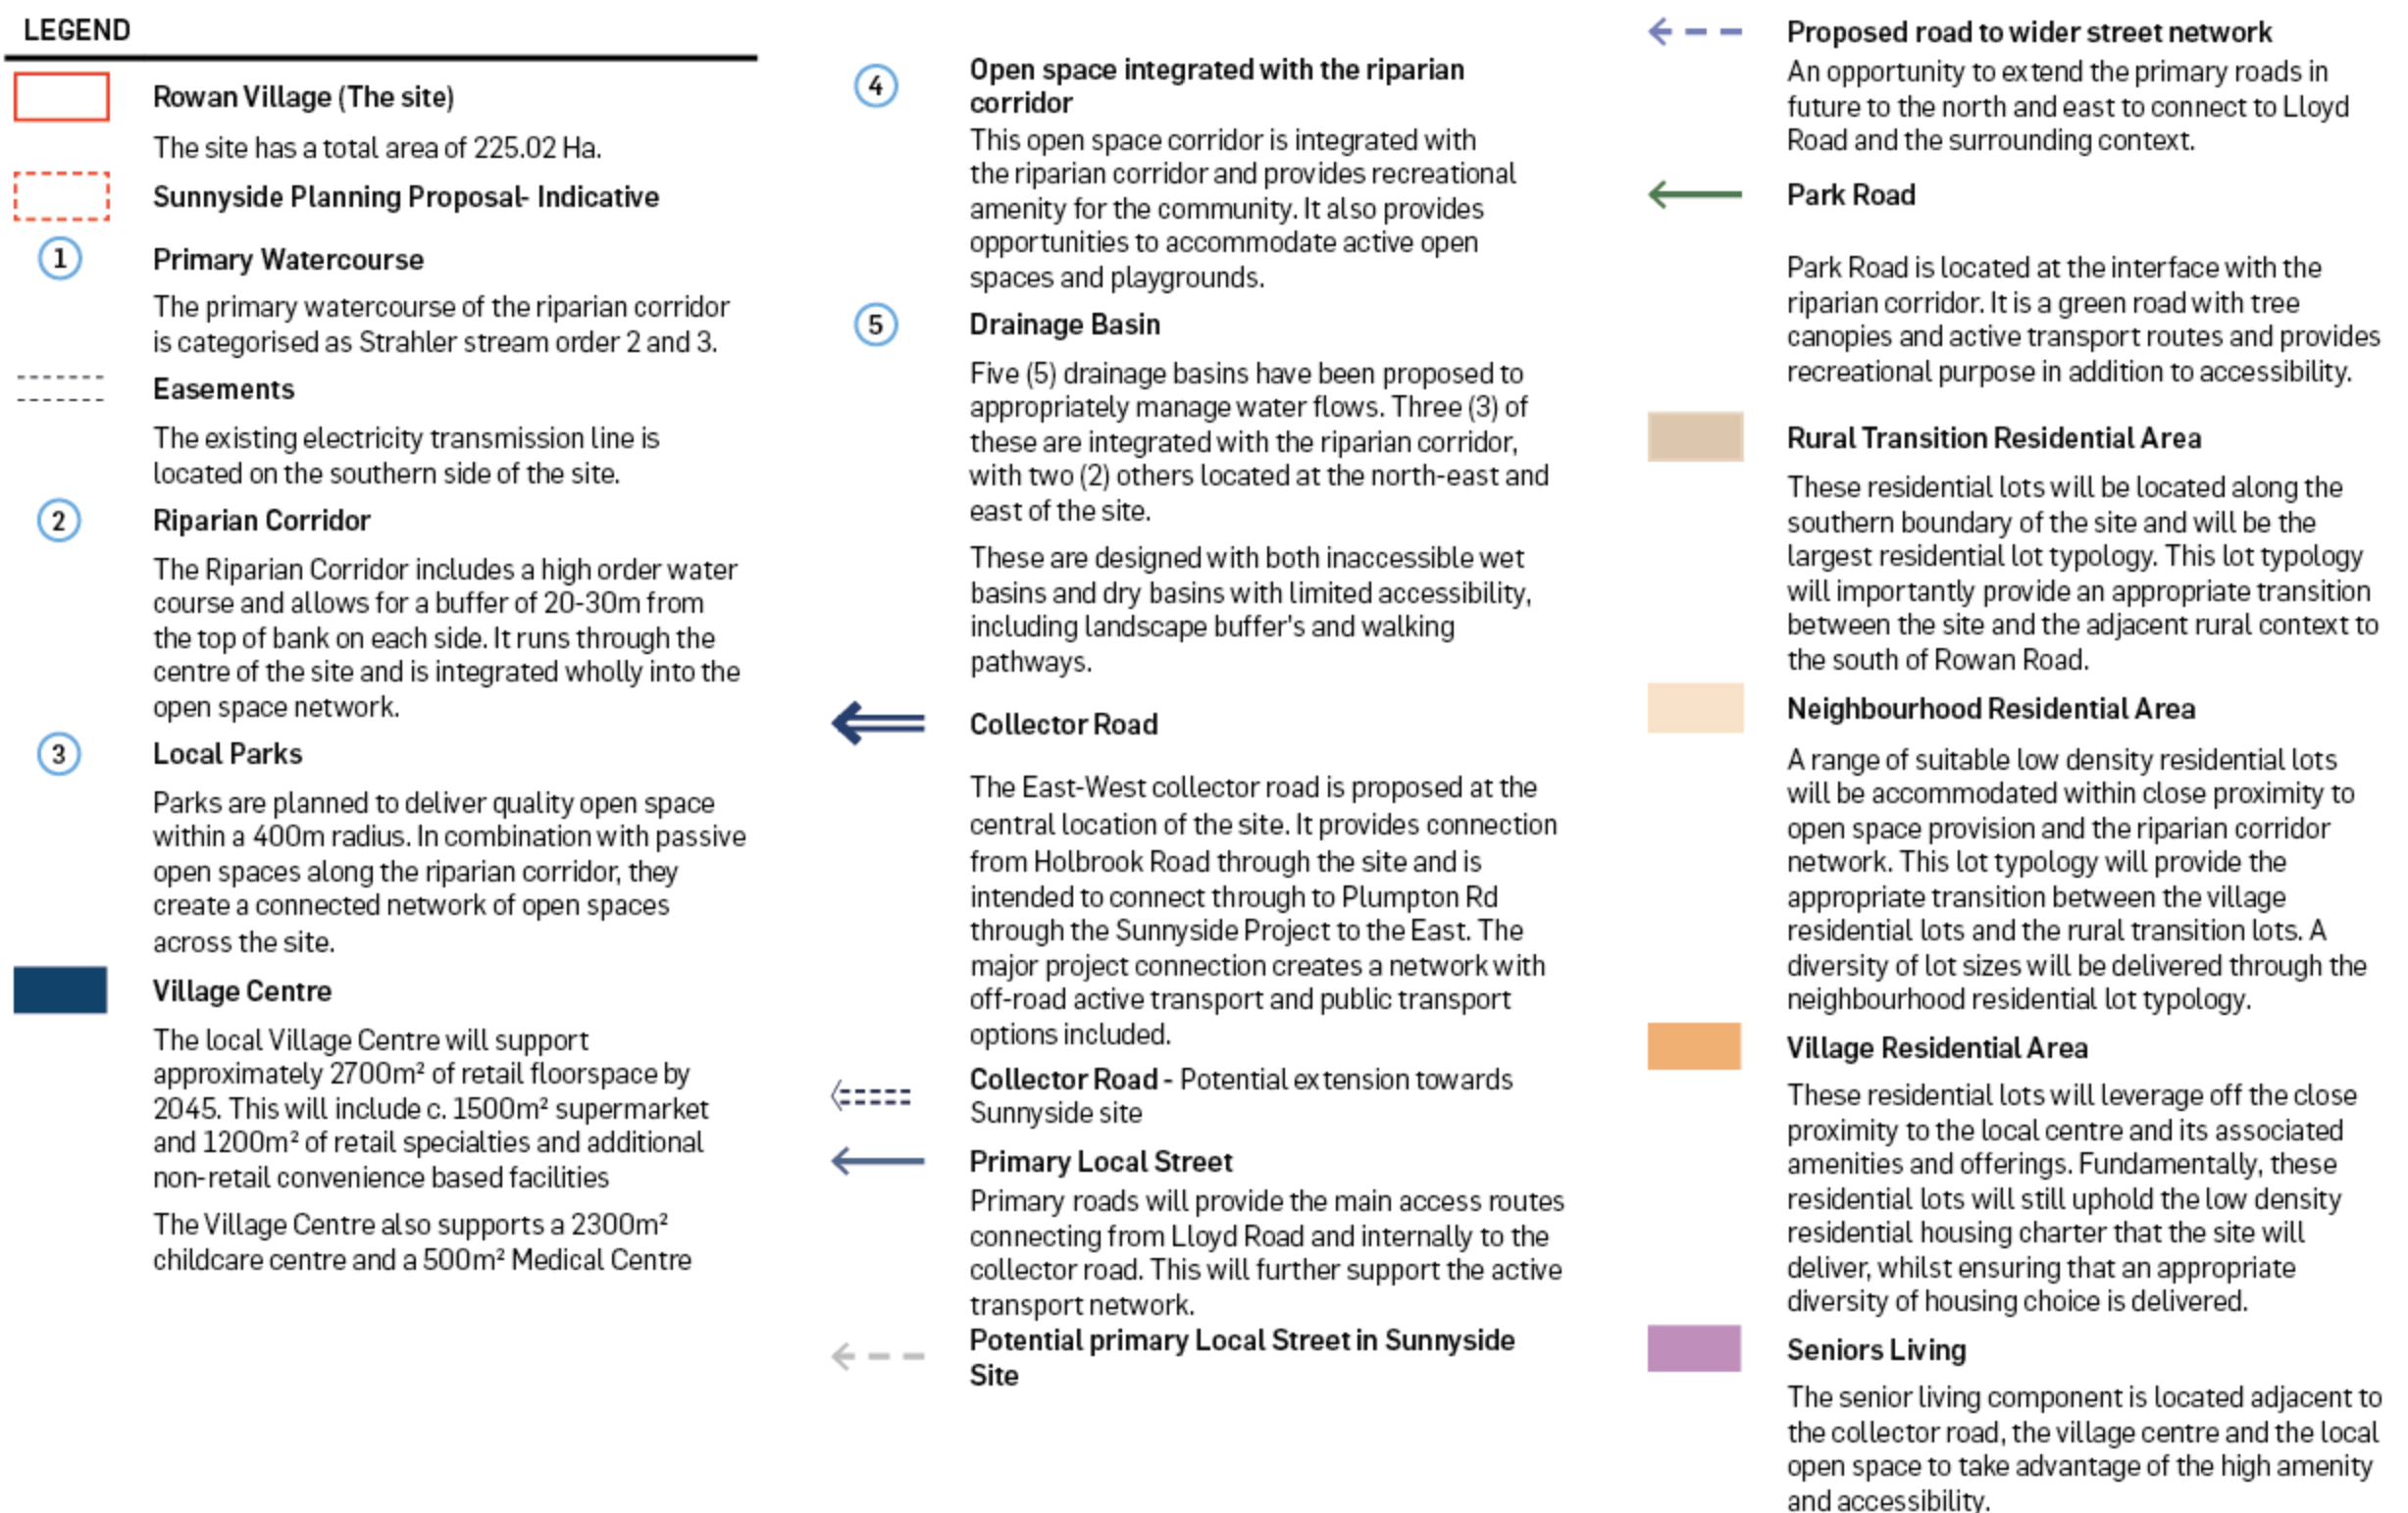 LEGEND
Rowan Village (The site)
The site has a total area of 225.02 Ha.
Sunnyside Planning Proposal- Indicative
1
Primary Watercourse
The primary watercourse of the riparian corridor
is categorised as Strahler stream order 2 and 3.
Easements
The existing electricity transmission line is
located on the southern side of the site.
2
Riparian Corridor
The Riparian Corridor includes a high order water
course and allows for a buffer of 20-30m from
the top of bank on each side. It runs through the
centre of the site and is integrated wholly into the
open space network.
3
Local Parks
Parks are planned to deliver quality open space
within a 400m radius. In combination with passive
open spaces along the riparian corridor, they
create a connected network of open spaces
across the site.
Village Centre
The local Village Centre will support
approximately 2700m² of retail floorspace by
2045. This will include c. 1500m² supermarket
and 1200m² of retail specialties and additional
non-retail convenience based facilities
The Village Centre also supports a 2300m²
childcare centre and a 500m² Medical Centre
4
Open space integrated with the riparian
corridor
This open space corridor is integrated with
the riparian corridor and provides recreational
amenity for the community. It also provides
opportunities to accommodate active open
spaces and playgrounds.
5
Drainage Basin
Five (5) drainage basins have been proposed to
appropriately manage water flows. Three (3) of
these are integrated with the riparian corridor,
with two (2) others located at the north-east and
east of the site.
These are designed with both inaccessible wet
basins and dry basins with limited accessibility,
including landscape buffer's and walking
pathways.
Collector Road
The East-West collector road is proposed at the
central location of the site. It provides connection
from Holbrook Road through the site and is
intended to connect through to Plumpton Rd
through the Sunnyside Project to the East. The
major project connection creates a network with
off-road active transport and public transport
options included.
Collector Road - Potential extension towards
Sunnyside site
Primary Local Street
Primary roads will provide the main access routes
connecting from Lloyd Road and internally to the
collector road. This will further support the active
transport network.
Potential primary Local Street in Sunnyside
Site
Proposed road to wider street network
An opportunity to extend the primary roads in
future to the north and east to connect to Lloyd
Road and the surrounding context.
Park Road
Park Road is located at the interface with the
riparian corridor. It is a green road with tree
canopies and active transport routes and provides
recreational purpose in addition to accessibility.
Rural Transition Residential Area
These residential lots will be located along the
southern boundary of the site and will be the
largest residential lot typology. This lot typology
will importantly provide an appropriate transition
between the site and the adjacent rural context to
the south of Rowan Road.
Neighbourhood Residential Area
A range of suitable low density residential lots
will be accommodated within close proximity to
open space provision and the riparian corridor
network. This lot typology will provide the
appropriate transition between the village
residential lots and the rural transition lots. A
diversity of lot sizes will be delivered through the
neighbourhood residential lot typology.
Village Residential Area
These residential lots will leverage off the close
proximity to the local centre and its associated
amenities and offerings. Fundamentally, these
residential lots will still uphold the low density
residential housing charter that the site will
deliver, whilst ensuring that an appropriate
diversity of housing choice is delivered.
Seniors Living
The senior living component is located adjacent to
the collector road, the village centre and the local
open space to take advantage of the high amenity
and accessibility.